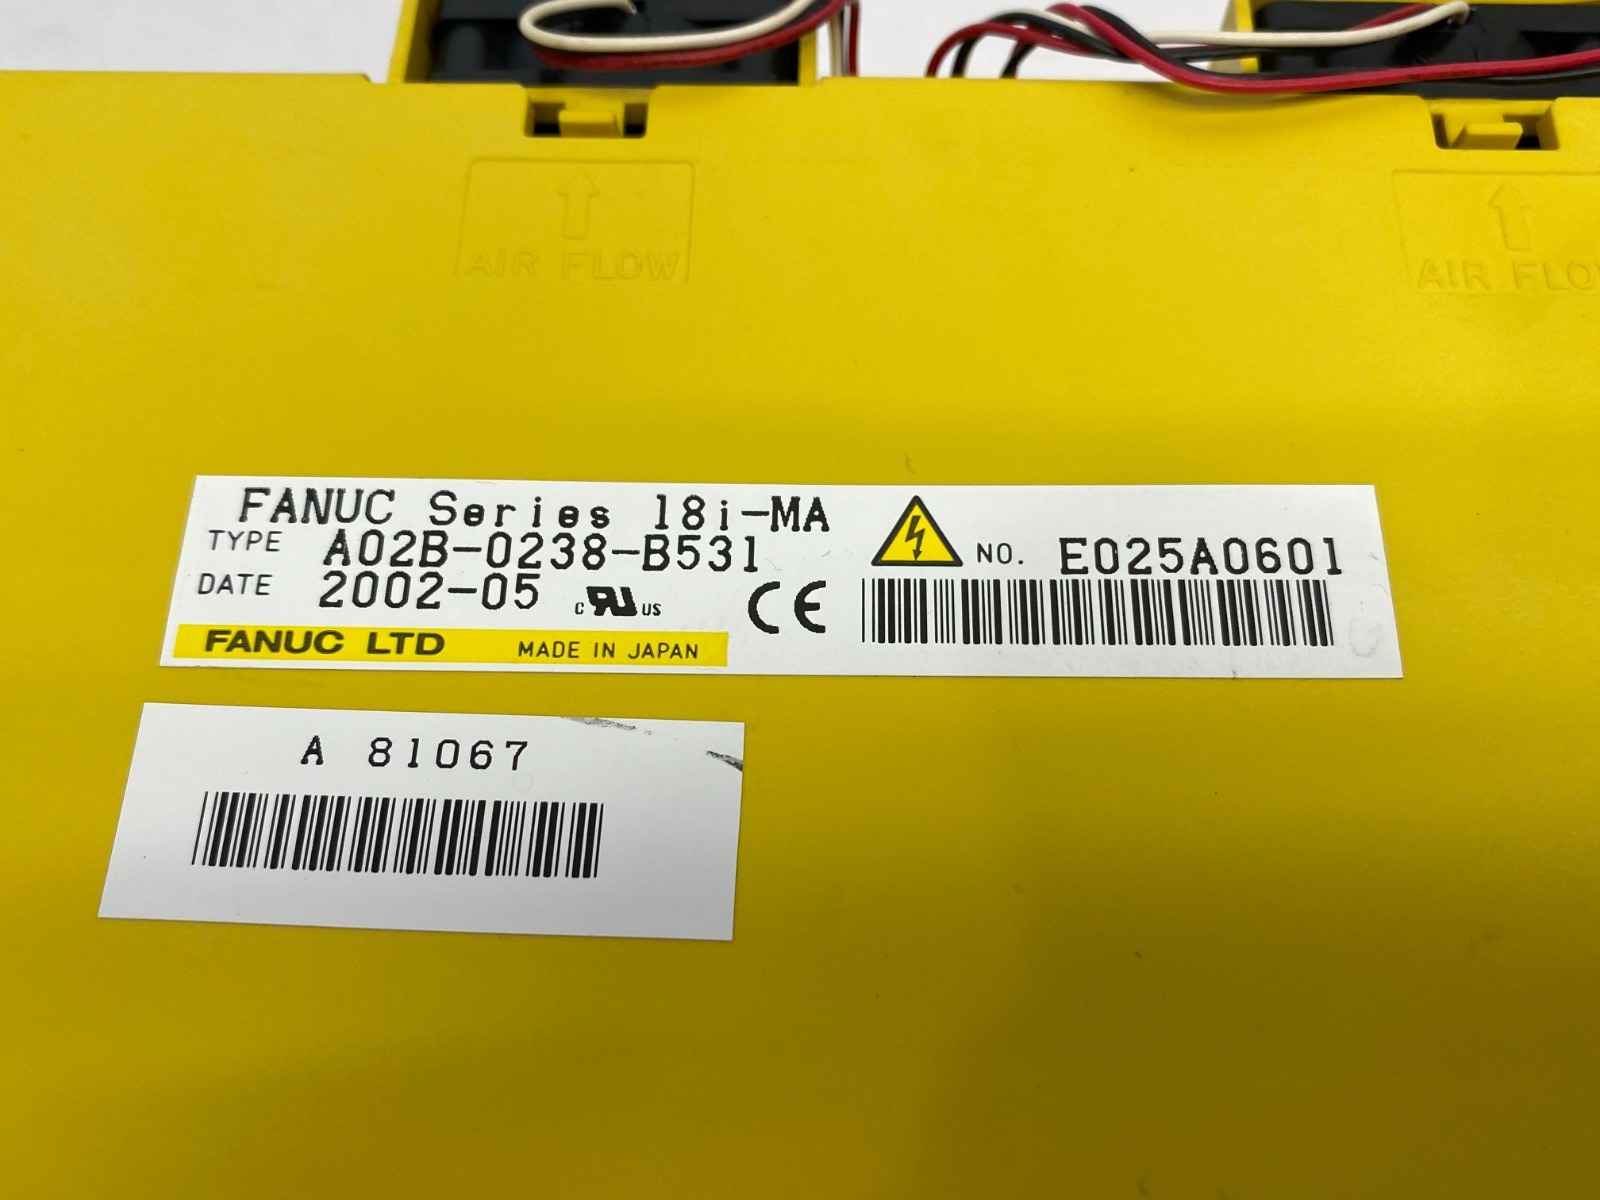 AIR FLOW
AIR FLO
FANUC Series 18i-MA
TYPE A02B-0238-B531
DATE 2002-05
c RU US
CE
NO. E025A0601
FANUC LTD MADE IN JAPAN
A 81067